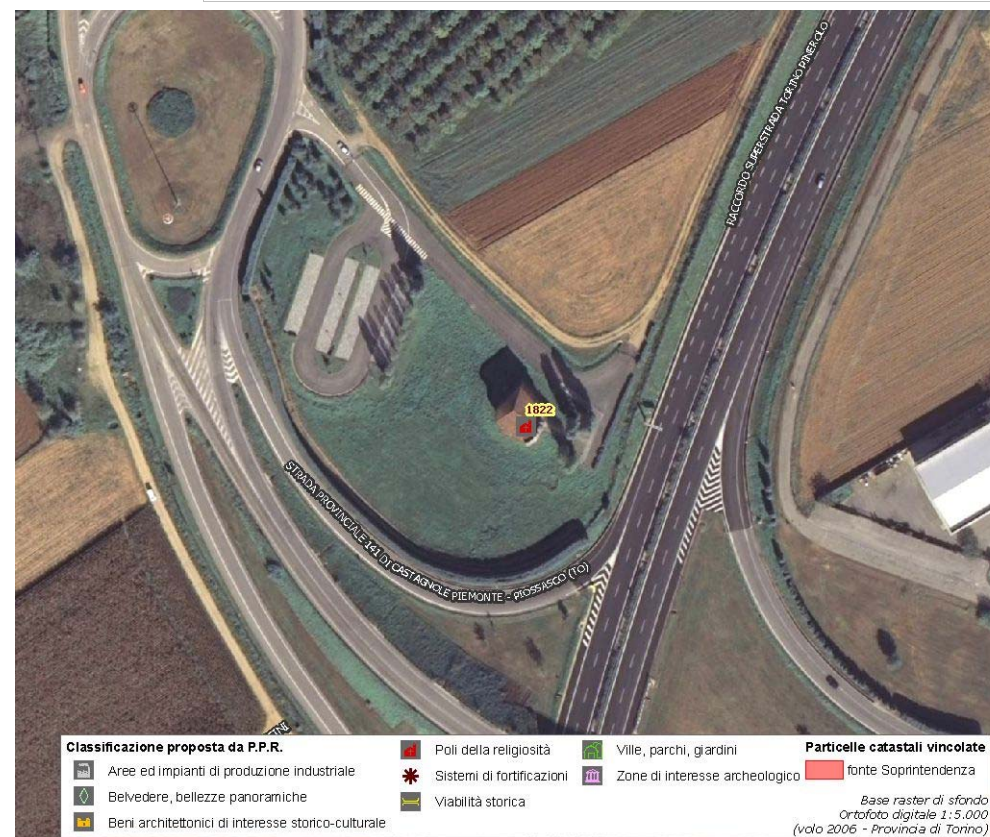 RACCORDO SUPERSTRADA TORINO PINEROLO
1822
STRADA PROVINCIALE 141 DI CASTAGNOLE PIEMONTE - PIOSSASCO (TO)
Classificazione proposta da P.P.R.
Aree ed impianti di produzione industriale
Belvedere, bellezze panoramiche
Beni architettonici di interesse storico-culturale
Poli della religiosità
Sistemi di fortificazioni
Viabilità storica
Ville, parchi, giardini
Zone di interesse archeologico
Particelle catastali vincolate
fonte Soprintendenza
Base raster di sfondo
Ortofoto digitale 1:5.000
(volo 2006 - Provincia di Torino)